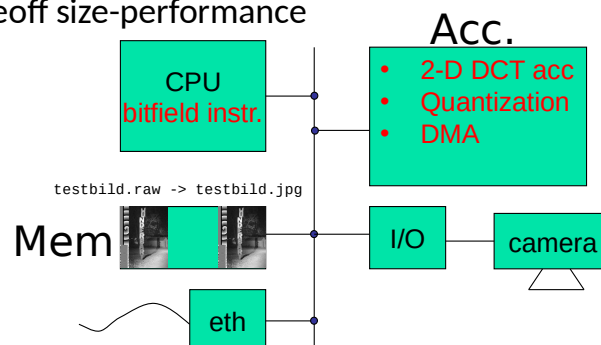 eoff size-performance
Acc.
CPU
bitfield instr.
• 2-D DCT acc
• Quantization
• DMA
testbild.raw -> testbild.jpg
Mem
I/O
camera
eth